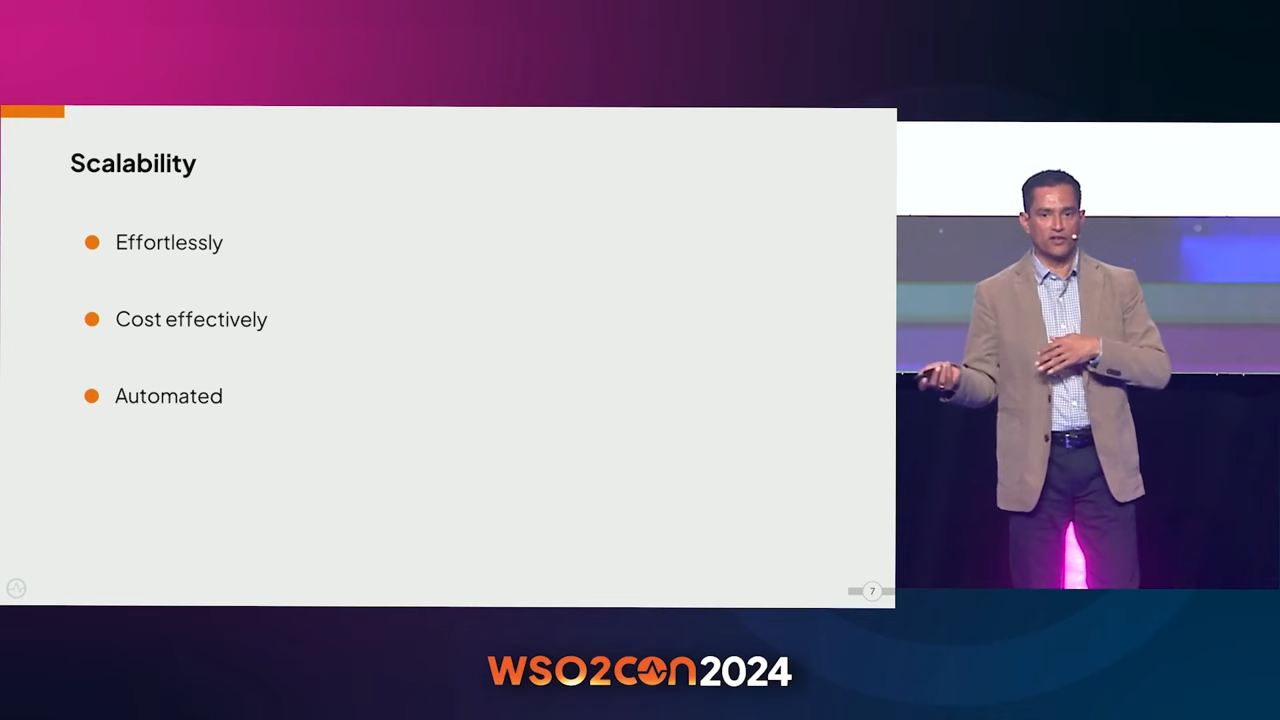 Scalability
Effortlessly
Cost effectively
Automated
7
WSO2CON2024